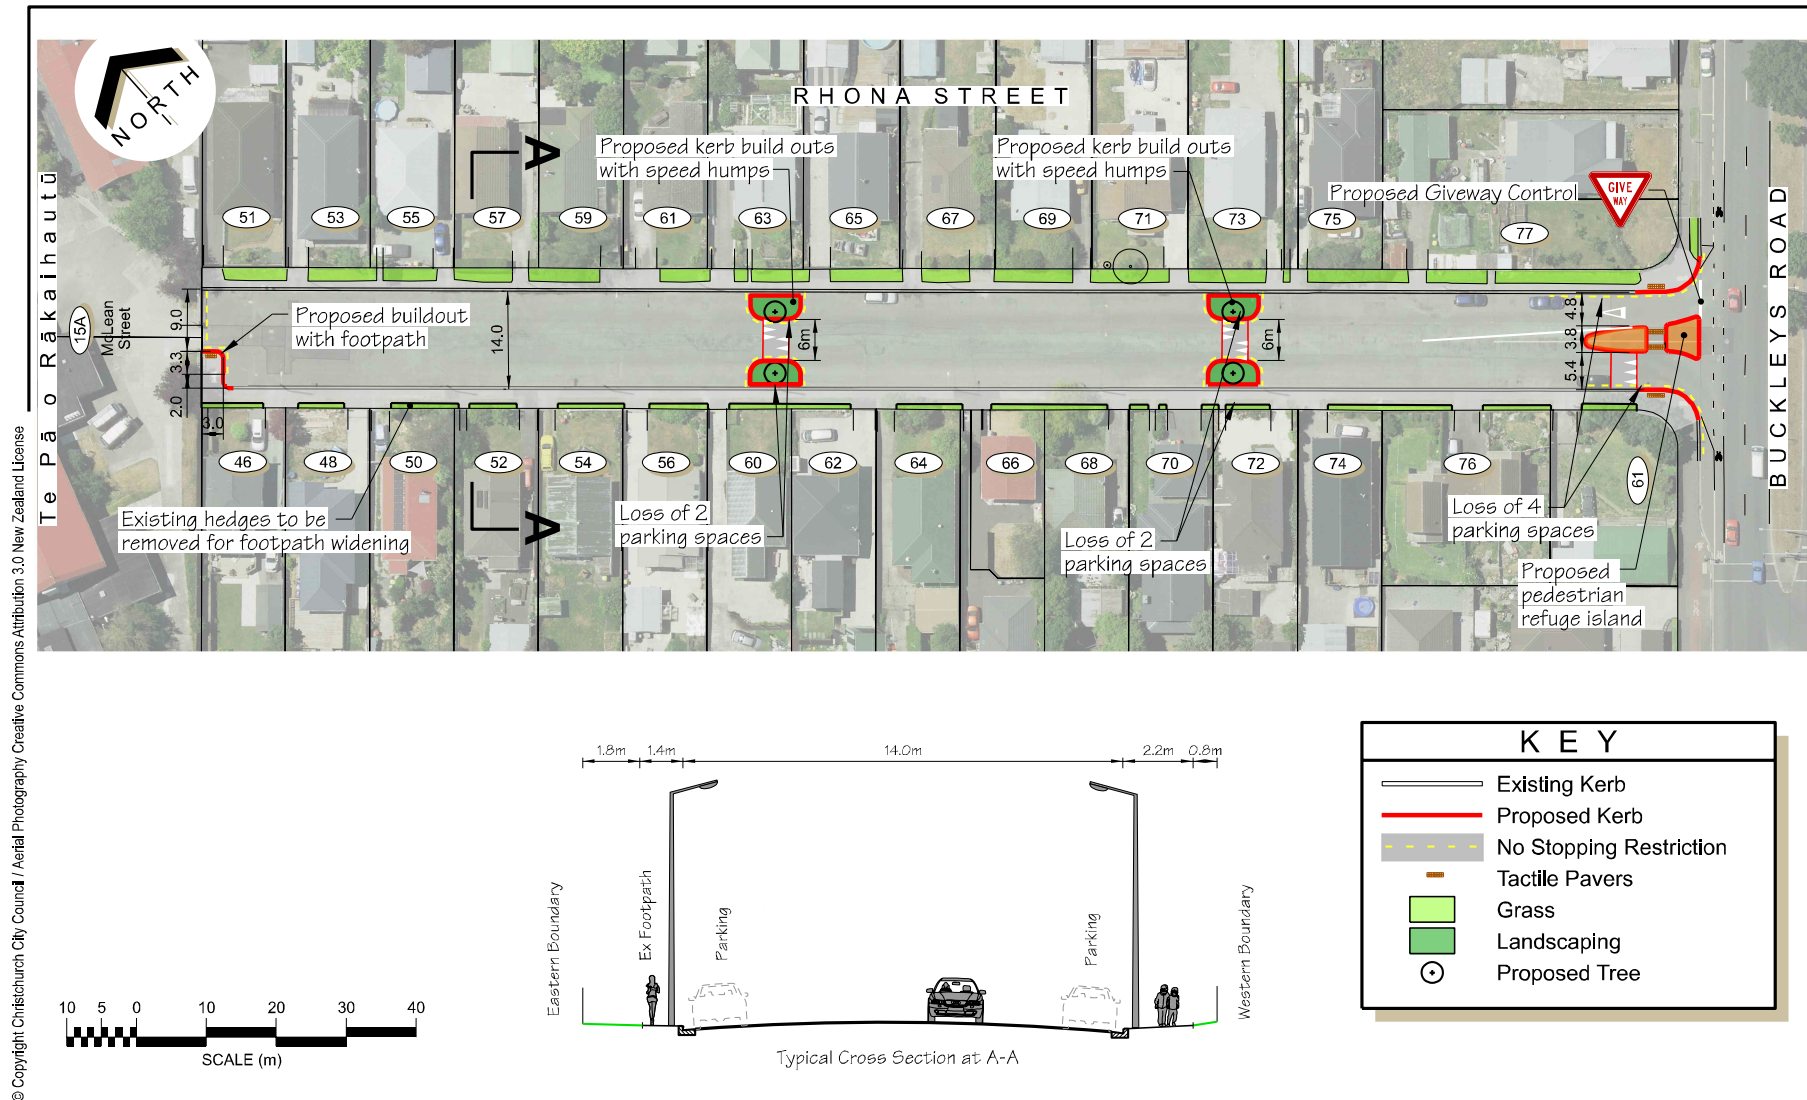 NORTH
RHONA STREET
Te Pā o Rākaihautū
BUCKLEYS ROAD
15A
McLean
Street
A
Proposed kerb build outs
with speed humps
Proposed kerb build outs
with speed humps
Proposed Giveway Control
GIVE
WAY
51
53
55
57
59
61
63
65
67
69
71
73
75
77
Proposed buildout
with footpath
9.0
3.3
2.0
3.0
14.0
6m
6m
4.8
3.8
5.4
46
48
50
52
54
56
60
62
64
66
68
70
72
74
76
61
Existing hedges to be
removed for footpath widening
A
Loss of 2
parking spaces
Loss of 2
parking spaces
Loss of 4
parking spaces
Proposed
pedestrian
refuge island
© Copyright Christchurch City Council / Aerial Photography Creative Commons Attribution 3.0 New Zealand License
1.8m
1.4m
14.0m
2.2m
0.8m
Eastern Boundary
Ex Footpath
Parking
Parking
Western Boundary
Typical Cross Section at A-A
10 5 0 10 20 30 40
SCALE (m)
KEY
Existing Kerb
Proposed Kerb
No Stopping Restriction
Tactile Pavers
Grass
Landscaping
Proposed Tree